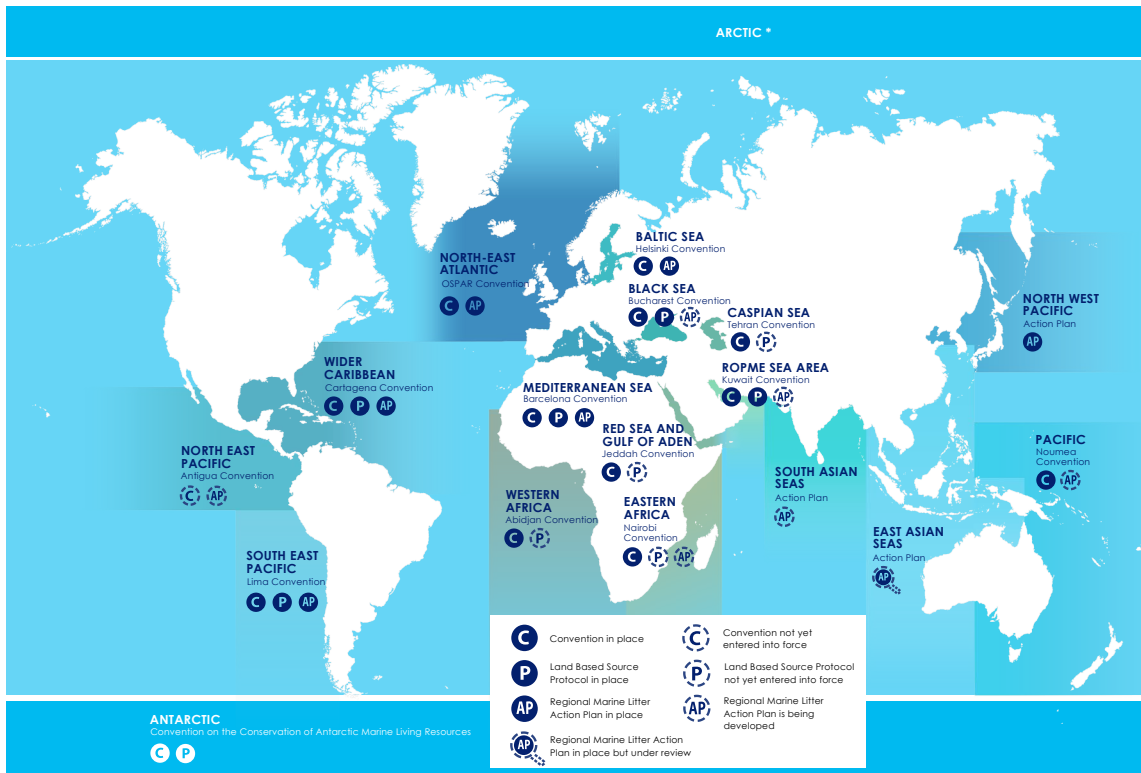 ARCTIC *
BALTIC SEA
Helsinki Convention
C AP
NORTH-EAST
ATLANTIC
OSPAR Convention
C AP
BLACK SEA
Bucharest Convention
C P AP
CASPIAN SEA
Tehran Convention
C P
NORTH WEST
PACIFIC
Action Plan
AP
WIDER
CARIBBEAN
Cartagena Convention
C P AP
ROPME SEA AREA
Kuwait Convention
C P AP
MEDITERRANEAN SEA
Barcelona Convention
C P AP
RED SEA AND
GULF OF ADEN
Jeddah Convention
C P
NORTH EAST
PACIFIC
Antigua Convention
C AP
PACIFIC
Noumea
Convention
C AP
SOUTH ASIAN
SEAS
Action Plan
AP
WESTERN
AFRICA
Abidjan Convention
C P
EASTERN
AFRICA
Nairobi
Convention
C P AP
EAST ASIAN
SEAS
Action Plan
AP
SOUTH EAST
PACIFIC
Lima Convention
C P AP
C Convention in place
C Convention not yet
entered into force
P Land Based Source
Protocol in place
P Land Based Source Protocol
not yet entered into force
AP Regional Marine Litter
Action Plan in place
AP Regional Marine Litter
Action Plan is being
developed
AP Regional Marine Litter Action
Plan in place but under review
ANTARCTIC
Convention on the Conservation of Antarctic Marine Living Resources
C P